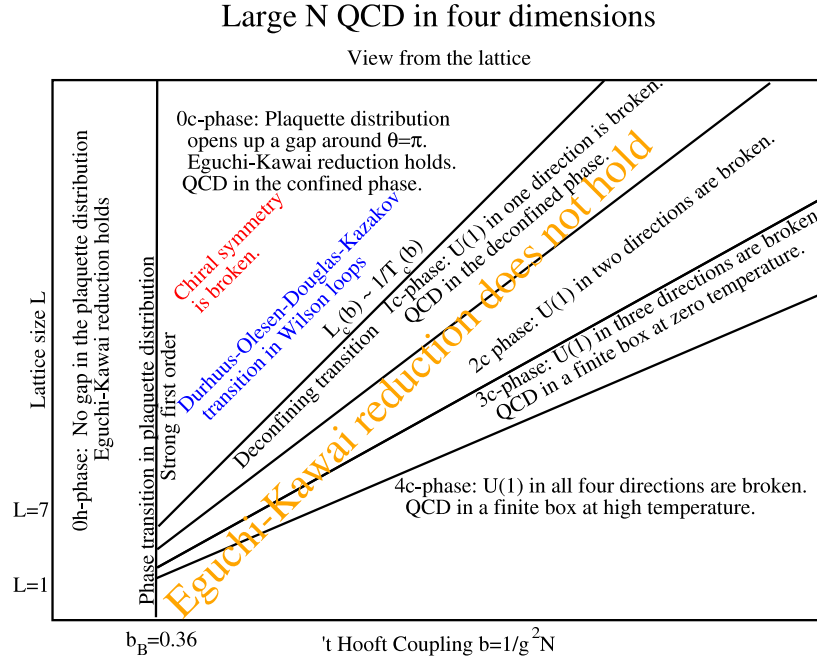 Large N QCD in four dimensions
View from the lattice
0c-phase: Plaquette distribution
opens up a gap around θ=π.
Eguchi-Kawai reduction holds.
QCD in the confined phase.
Chiral symmetry
is broken.
Durhuus-Olesen-Douglas-Kazakov
transition in Wilson loops
L_c(b) ~ 1/T_c(b)
Deconfining transition
1c-phase: U(1) in one direction is broken.
QCD in the deconfined phase.
Eguchi-Kawai reduction does not hold
2c phase: U(1) in two directions are broken.
3c-phase: U(1) in three directions are broken
QCD in a finite box at zero temperature.
4c-phase: U(1) in all four directions are broken.
QCD in a finite box at high temperature.
0h-phase: No gap in the plaquette distribution
Eguchi-Kawai reduction holds
Phase transition in plaquette distribution
Strong first order
Lattice size L
L=7
L=1
b_B=0.36
't Hooft Coupling b=1/g²N